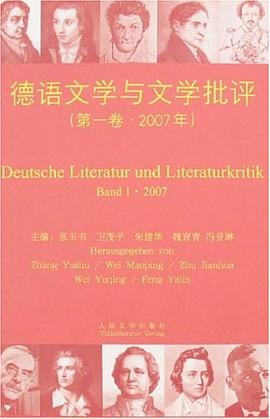 德语文学与文学批评
(第一卷·2007年)
Deutsche Literatur und Literaturkritik
Band 1 · 2007
主编：张玉书 卫茂平 朱建华 魏育青 冯亚琳
Herausgegeben von
Zhang Yushu / Wei Maoping / Zhu Jianhua
Wei Yuqing / Feng Yalin
人民文学出版社
Volksliteratur Verlag